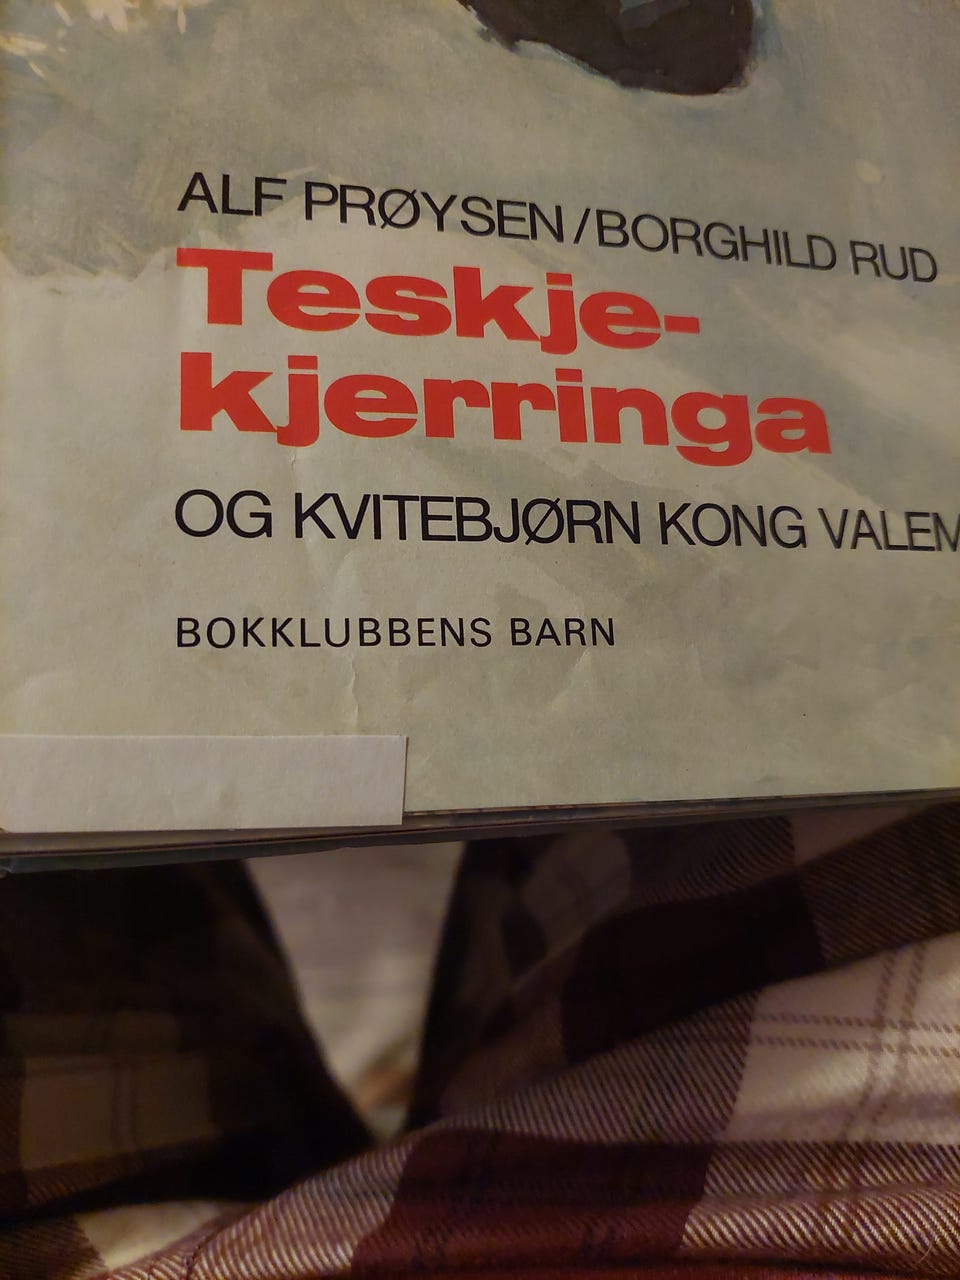 ALF PRØYSEN/BORGHILD RUD
Teskje-
kjerringa
OG KVITEBJØRN KONG VALEM
BOKKLUBBENS BARN